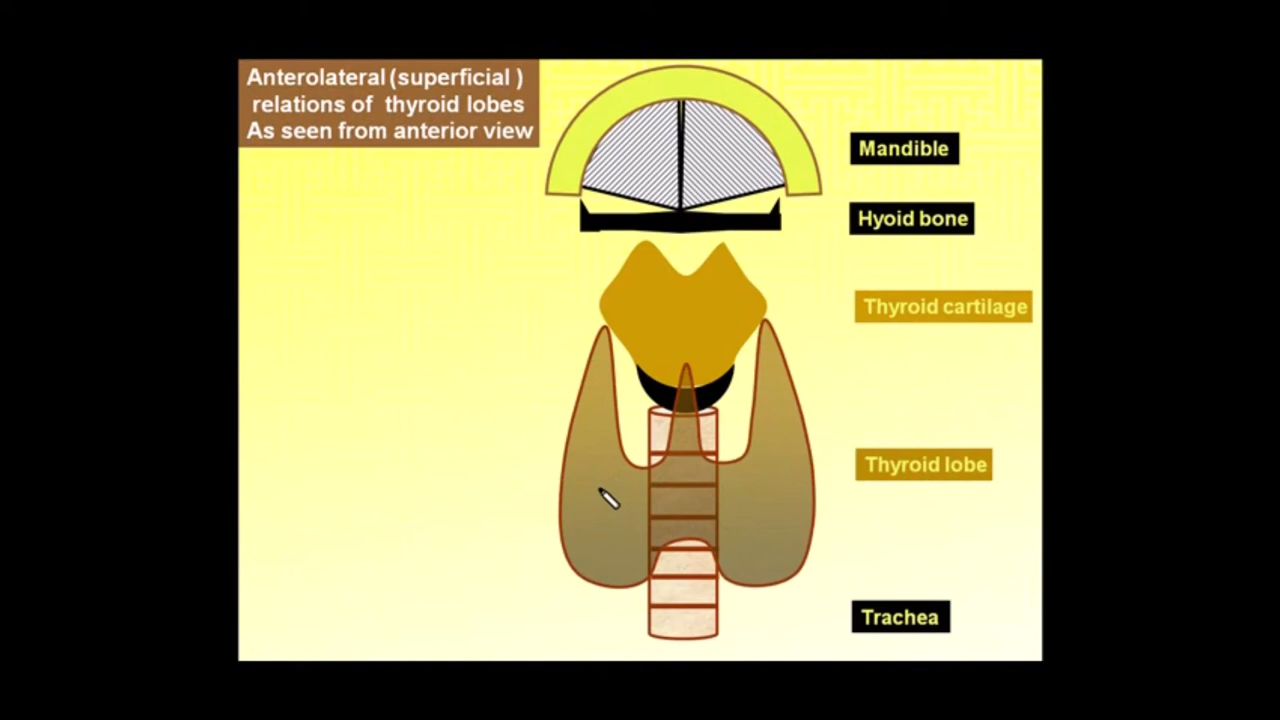 Anterolateral (superficial )
relations of thyroid lobes
As seen from anterior view
Mandible
Hyoid bone
Thyroid cartilage
Thyroid lobe
Trachea